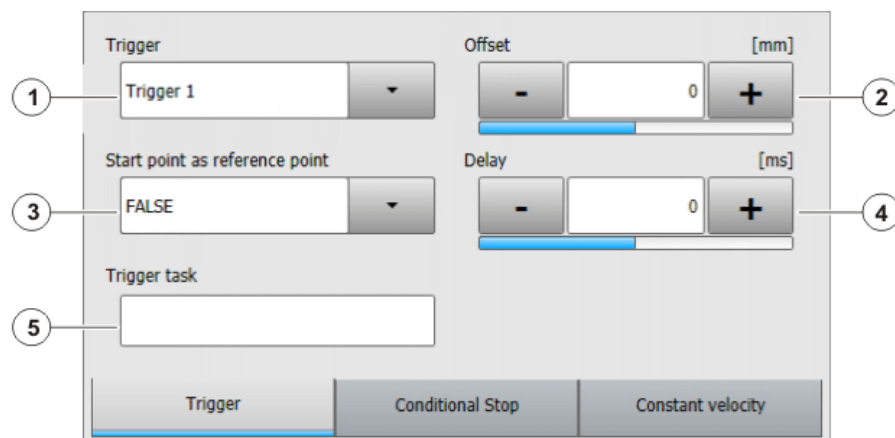 Trigger
Offset [mm]
1 Trigger 1 - 0 + 2
Start point as reference point
Delay [ms]
3 FALSE - 0 + 4
Trigger task
5
Trigger Conditional Stop Constant velocity